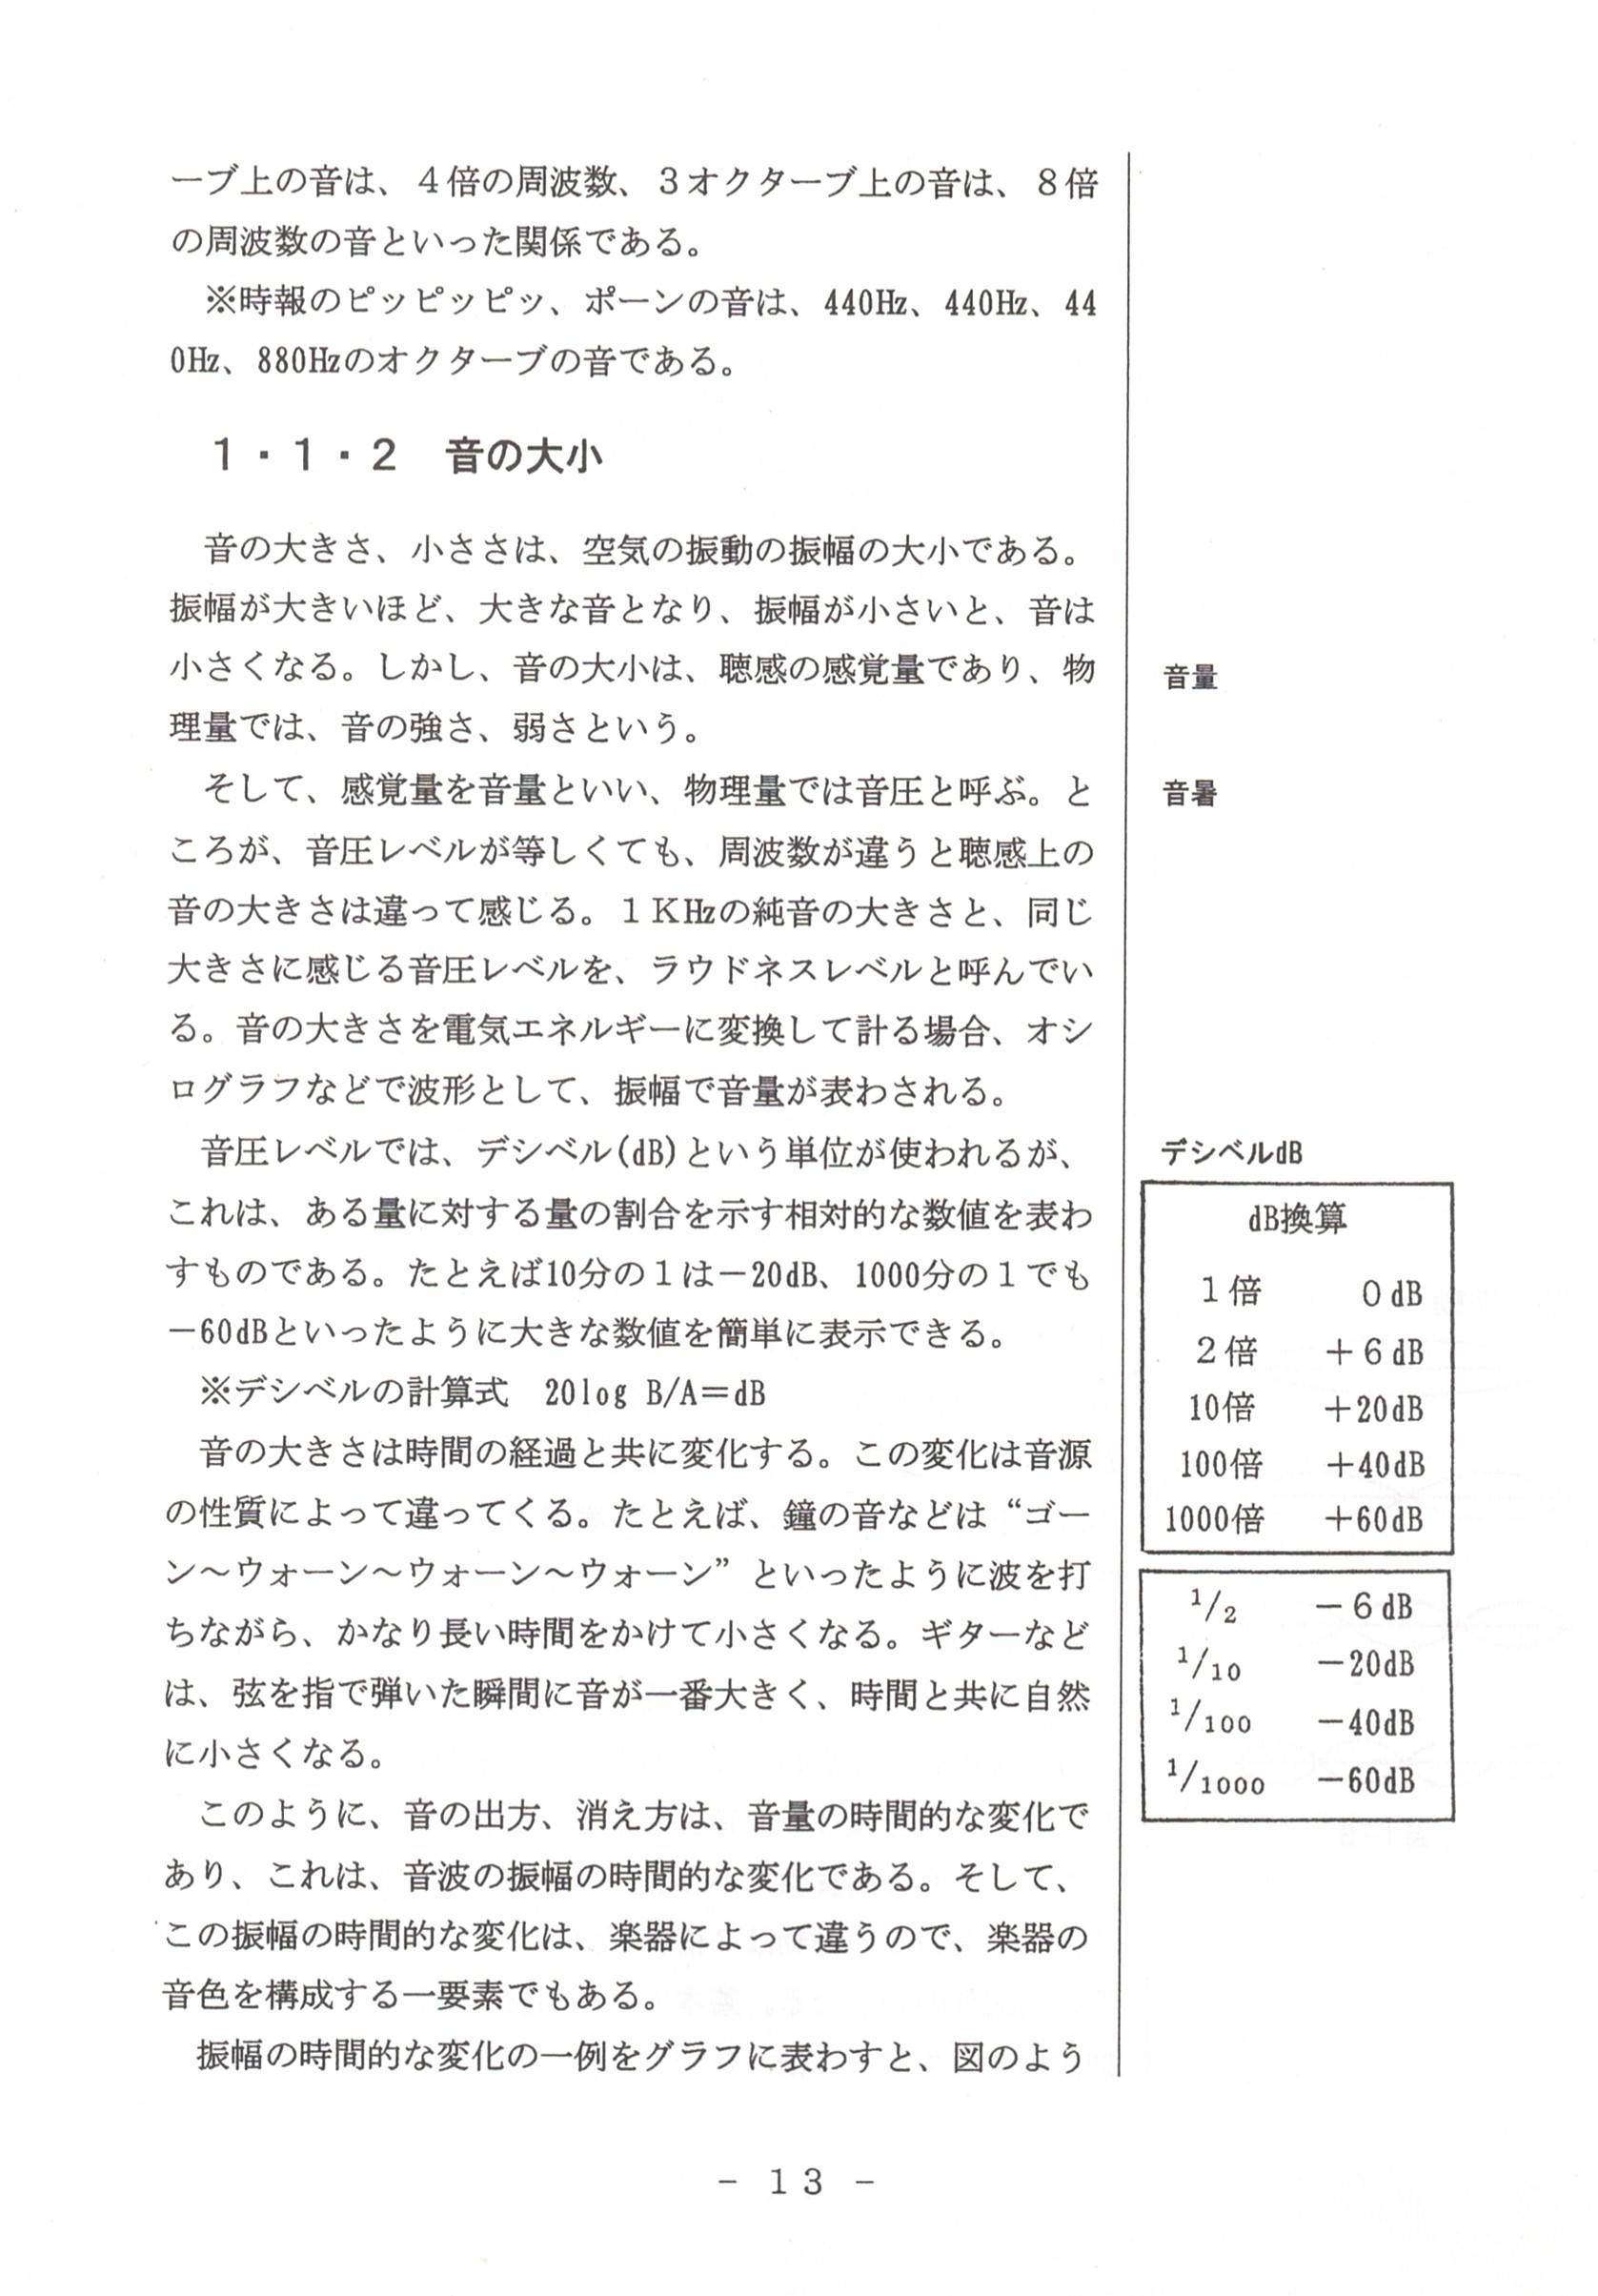 ーブ上の音は、４倍の周波数、３オクターブ上の音は、８倍
の周波数の音といった関係である。
※時報のピッピッピッ、ポーンの音は、440Hz、440Hz、44
0Hz、880Hzのオクターブの音である。
１・１・２　音の大小
音の大きさ、小ささは、空気の振動の振幅の大小である。
振幅が大きいほど、大きな音となり、振幅が小さいと、音は
小さくなる。しかし、音の大小は、聴感の感覚量であり、物
理量では、音の強さ、弱さという。
そして、感覚量を音量といい、物理量では音圧と呼ぶ。と
ころが、音圧レベルが等しくても、周波数が違うと聴感上の
音の大きさは違って感じる。１ＫHzの純音の大きさと、同じ
大きさに感じる音圧レベルを、ラウドネスレベルと呼んでい
る。音の大きさを電気エネルギーに変換して計る場合、オシ
ログラフなどで波形として、振幅で音量が表わされる。
音圧レベルでは、デシベル(dB)という単位が使われるが、
これは、ある量に対する量の割合を示す相対的な数値を表わ
すものである。たとえば10分の１は－20dB、1000分の１でも
－60dBといったように大きな数値を簡単に表示できる。
※デシベルの計算式　20log B/A＝dB
音の大きさは時間の経過と共に変化する。この変化は音源
の性質によって違ってくる。たとえば、鐘の音などは“ゴー
ン～ウォーン～ウォーン～ウォーン”といったように波を打
ちながら、かなり長い時間をかけて小さくなる。ギターなど
は、弦を指で弾いた瞬間に音が一番大きく、時間と共に自然
に小さくなる。
このように、音の出方、消え方は、音量の時間的な変化で
あり、これは、音波の振幅の時間的な変化である。そして、
この振幅の時間的な変化は、楽器によって違うので、楽器の
音色を構成する一要素でもある。
振幅の時間的な変化の一例をグラフに表わすと、図のよう
音量
音暑
デシベルdB
dB換算
１倍　０dB
２倍　＋６dB
10倍　＋20dB
100倍　＋40dB
1000倍　＋60dB
1/2　－６dB
1/10　－20dB
1/100　－40dB
1/1000　－60dB
－ 13 －